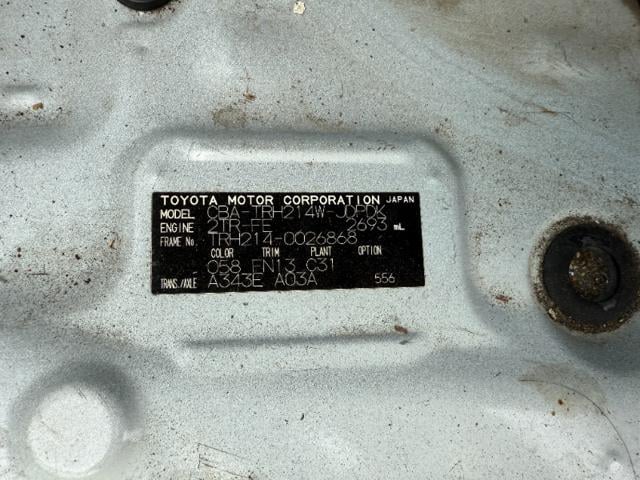 TOYOTA MOTOR CORPORATION JAPAN
MODEL CBA-TRH214W-JDPDK
ENGINE 2TR-FE 2693 mL
FRAME No. TRH214-0026868
COLOR TRIM PLANT OPTION
058 EN13 C31
TRANS./AXLE A343E A03A 556